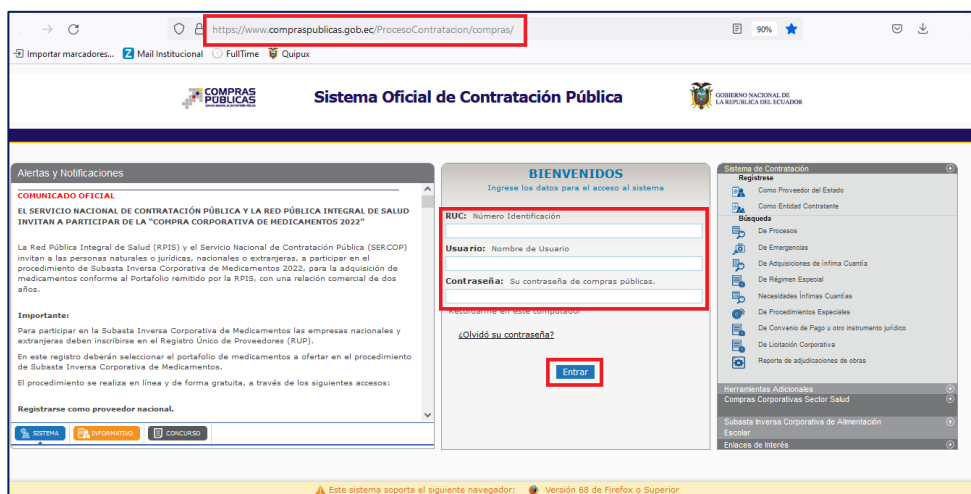 https://www.compraspublicas.gob.ec/ProcesoContratacion/compras/
90%
Importar marcadores... Mail Institucional FullTime Quipux
COMPRAS
PÚBLICAS
Sistema Oficial de Contratación Pública
GOBIERNO NACIONAL DE
LA REPUBLICA DEL ECUADOR
Alertas y Notificaciones
COMUNICADO OFICIAL
EL SERVICIO NACIONAL DE CONTRATACIÓN PÚBLICA Y LA RED PÚBLICA INTEGRAL DE SALUD
INVITAN A PARTICIPAR DE LA "COMPRA CORPORATIVA DE MEDICAMENTOS 2022"
La Red Pública Integral de Salud (RPIS) y el Servicio Nacional de Contratación Pública (SERCOP)
invitan a las personas naturales o jurídicas, nacionales o extranjeras, a participar en el
procedimiento de Subasta Inversa Corporativa de Medicamentos 2022, para la adquisición de
medicamentos conforme al Portafolio remitido por la RPIS, con una relación comercial de dos
años.
Importante:
Para participar en la Subasta Inversa Corporativa de Medicamentos las empresas nacionales y
extranjeras deben inscribirse en el Registro Único de Proveedores (RUP).
En este registro deberán seleccionar el portafolio de medicamentos a ofertar en el procedimiento
de Subasta Inversa Corporativa de Medicamentos.
El procedimiento se realiza en línea y de forma gratuita, a través de los siguientes accesos:
Registrarse como proveedor nacional.
SISTEMA INFORMATIVO CONCURSO
BIENVENIDOS
Ingrese los datos para el acceso al sistema
RUC: Número Identificación
Usuario: Nombre de Usuario
Contraseña: Su contraseña de compras públicas.
Recordarme en este computador
¿Olvidó su contraseña?
Entrar
Sistema de Contratación
Regístrese
Como Proveedor del Estado
Como Entidad Contratante
Búsqueda
De Procesos
De Emergencias
De Adquisiciones de ínfima Cuantía
De Régimen Especial
Necesidades Ínfimas Cuantías
De Procedimientos Especiales
De Convenio de Pago u otro instrumento jurídico
De Licitación Corporativa
Reporte de adjudicaciones de obras
Herramientas Adicionales
Compras Corporativas Sector Salud
Subasta Inversa Corporativa de Alimentación
Escolar
Enlaces de Interés
Este sistema soporta el siguiente navegador: Versión 68 de Firefox o Superior